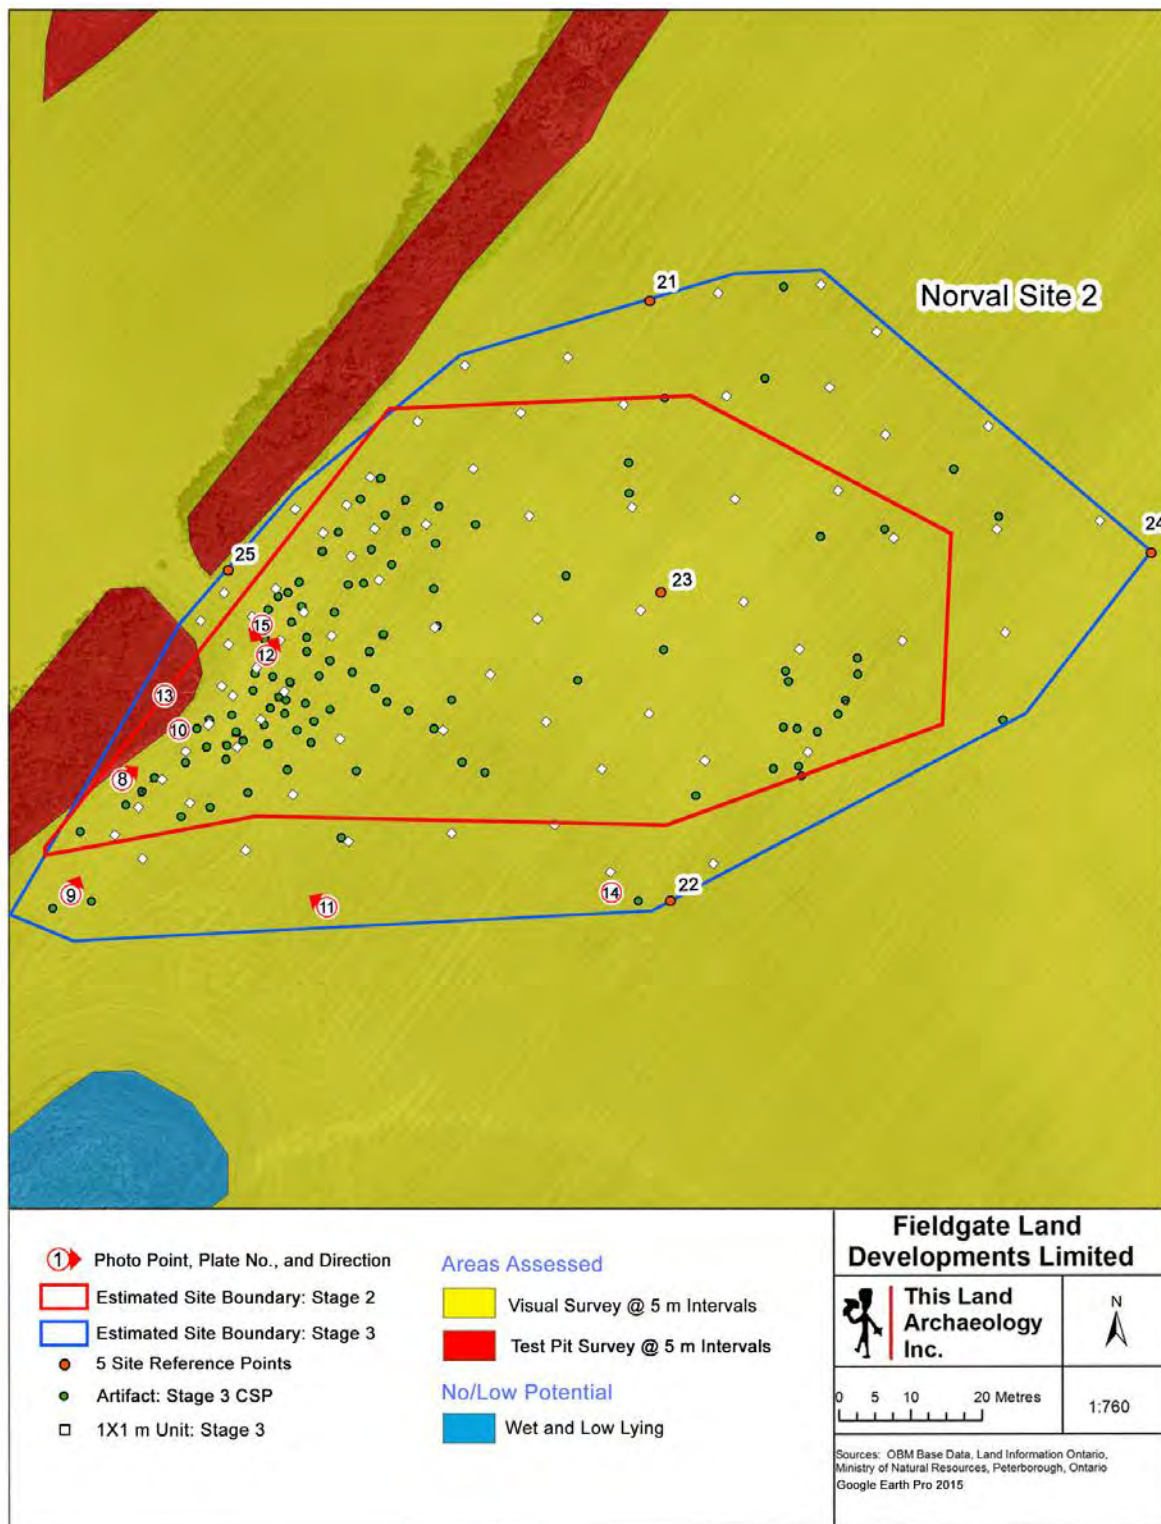 21
Norval Site 2
24
25
23
15
12
13
10
8
9
11
14
22
1 Photo Point, Plate No., and Direction
Estimated Site Boundary: Stage 2
Estimated Site Boundary: Stage 3
5 Site Reference Points
Artifact: Stage 3 CSP
1X1 m Unit: Stage 3
Areas Assessed
Visual Survey @ 5 m Intervals
Test Pit Survey @ 5 m Intervals
No/Low Potential
Wet and Low Lying
Fieldgate Land
Developments Limited
This Land
Archaeology
Inc.
N
0 5 10 20 Metres
1:760
Sources: OBM Base Data, Land Information Ontario,
Ministry of Natural Resources, Peterborough, Ontario
Google Earth Pro 2015